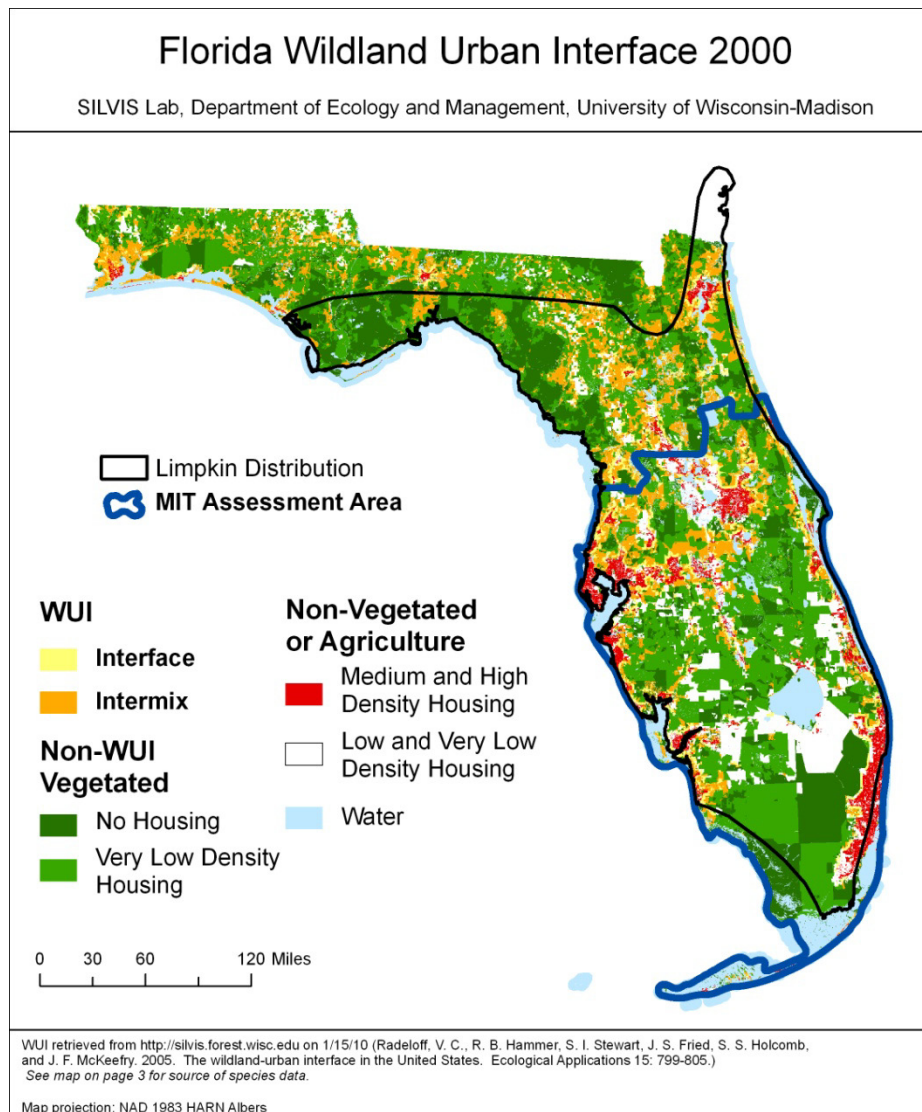 Florida Wildland Urban Interface 2000
SILVIS Lab, Department of Ecology and Management, University of Wisconsin-Madison
Limpkin Distribution
MIT Assessment Area
WUI
Interface
Intermix
Non-WUI
Vegetated
No Housing
Very Low Density
Housing
Non-Vegetated
or Agriculture
Medium and High
Density Housing
Low and Very Low
Density Housing
Water
0 30 60 120 Miles
WUI retrieved from http://silvis.forest.wisc.edu on 1/15/10 (Radeloff, V. C., R. B. Hammer, S. I. Stewart, J. S. Fried, S. S. Holcomb,
and J. F. McKeefry. 2005. The wildland-urban interface in the United States. Ecological Applications 15: 799-805.)
See map on page 3 for source of species data.
Map projection: NAD 1983 HARN Albers